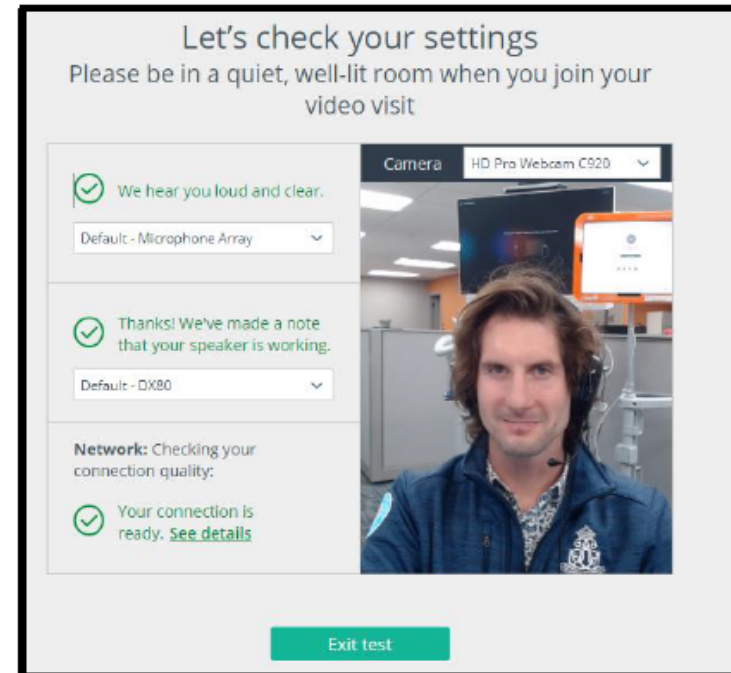 Let's check your settings
Please be in a quiet, well-lit room when you join your
video visit
Camera
HD Pro Webcam C920
We hear you loud and clear.
Default - Microphone Array
Thanks! We've made a note
that your speaker is working.
Default - DX80
Network: Checking your
connection quality:
Your connection is
ready. See details
Exit test